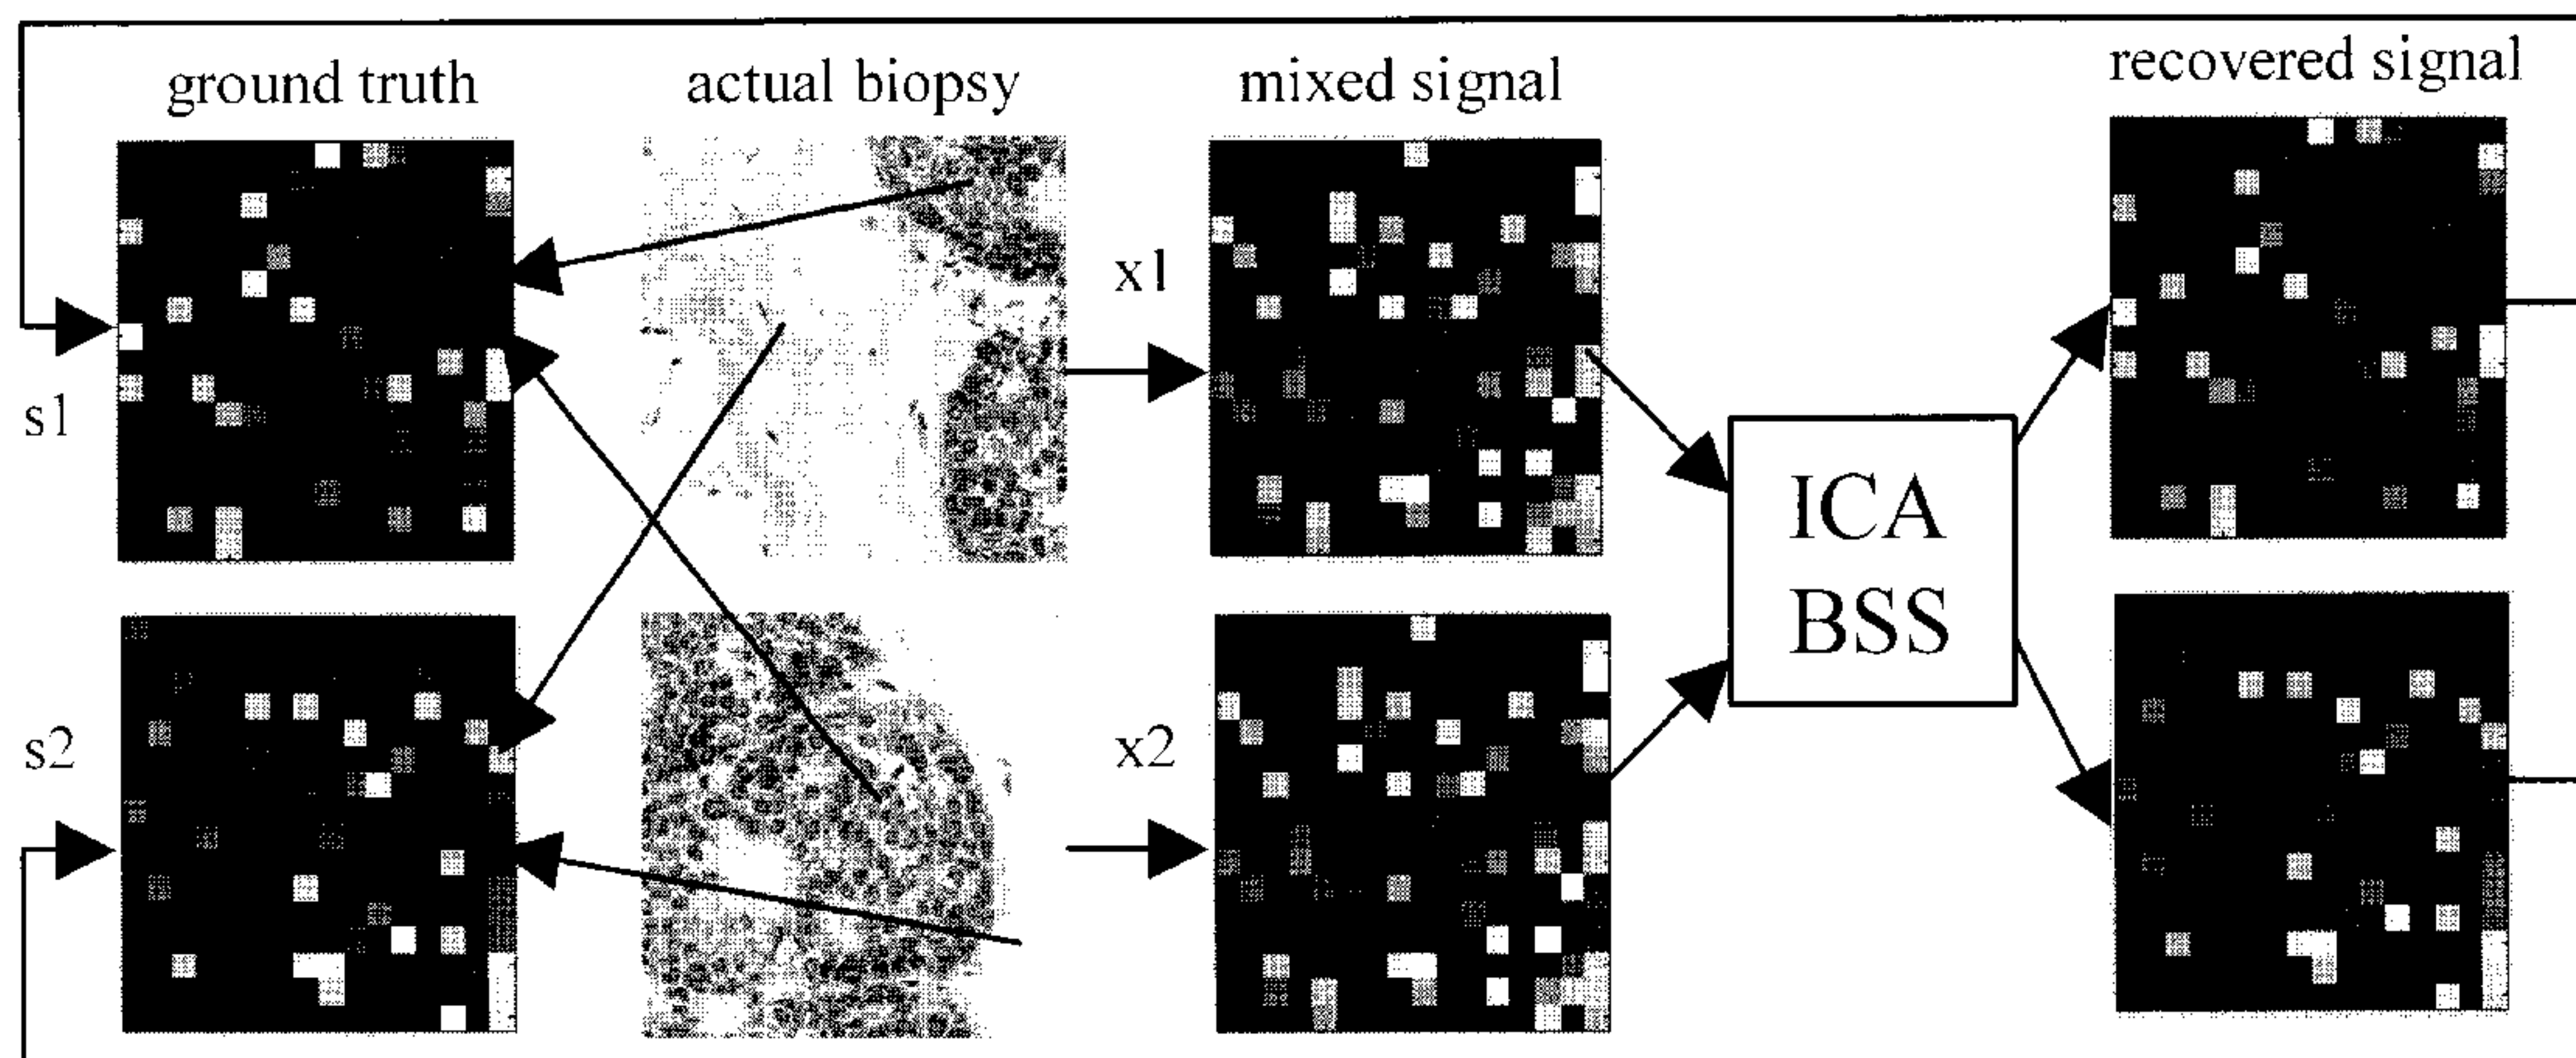 ground truth
actual biopsy
mixed signal
recovered signal
s1
x1
ICA
BSS
s2
x2